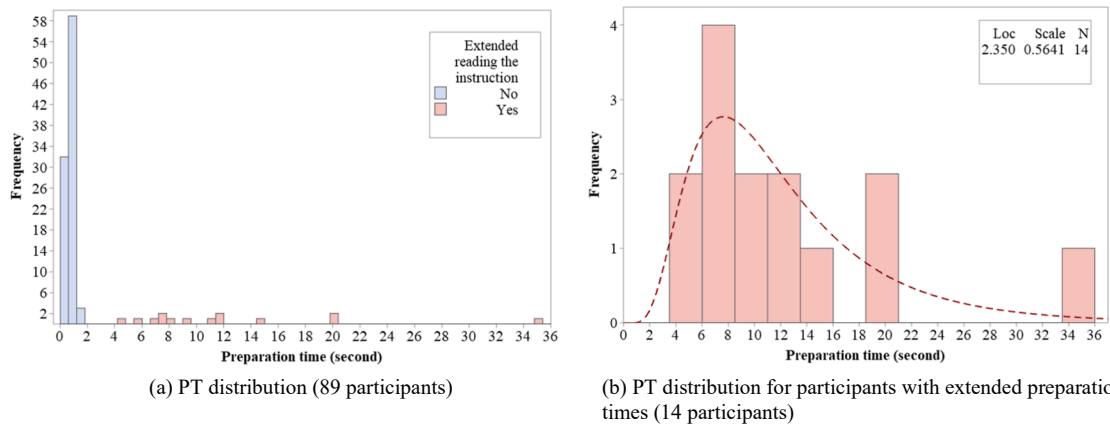 58
54
50
46
42
38
34
30
26
22
18
14
10
6
2
Frequency
Extended
reading the
instruction
No
Yes
0 2 4 6 8 10 12 14 16 18 20 22 24 26 28 30 32 34 36
Preparation time (second)
(a) PT distribution (89 participants)
4
3
2
1
0
Frequency
Loc Scale N
2.350 0.5641 14
0 2 4 6 8 10 12 14 16 18 20 22 24 26 28 30 32 34 36
Preparation time (second)
(b) PT distribution for participants with extended preparatio
times (14 participants)